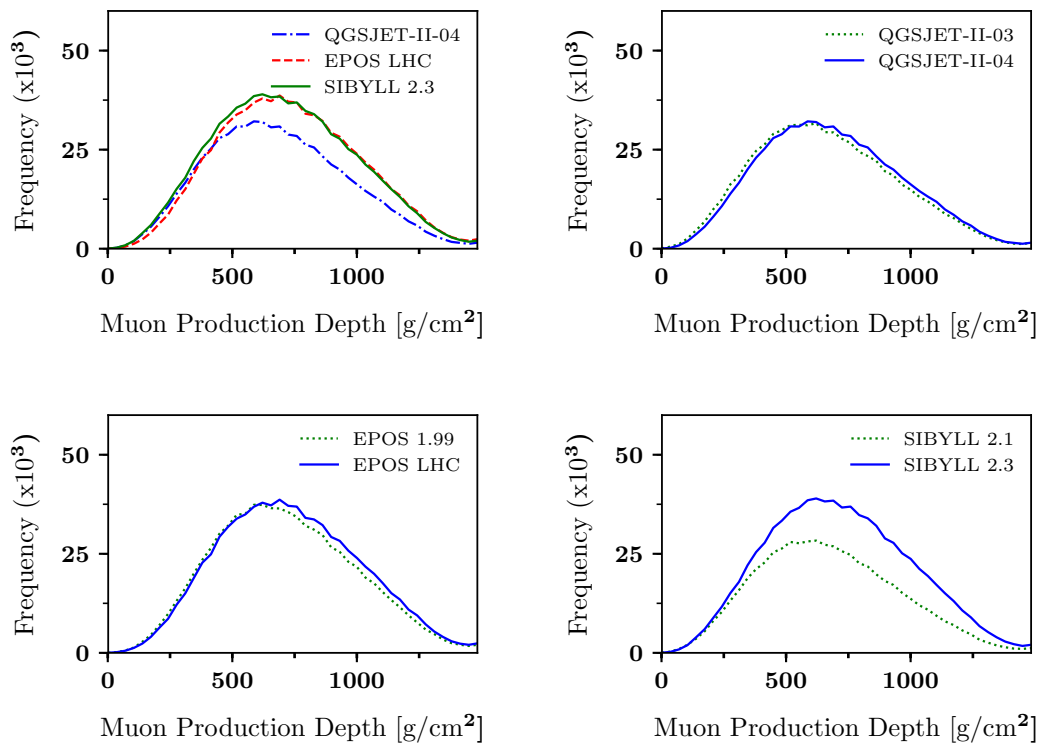 QGSJET-II-04
EPOS LHC
SIBYLL 2.3
Frequency (x10³)
50
25
0
0 500 1000
Muon Production Depth [g/cm²]
QGSJET-II-03
QGSJET-II-04
Frequency (x10³)
50
25
0
0 500 1000
Muon Production Depth [g/cm²]
EPOS 1.99
EPOS LHC
Frequency (x10³)
50
25
0
0 500 1000
Muon Production Depth [g/cm²]
SIBYLL 2.1
SIBYLL 2.3
Frequency (x10³)
50
25
0
0 500 1000
Muon Production Depth [g/cm²]